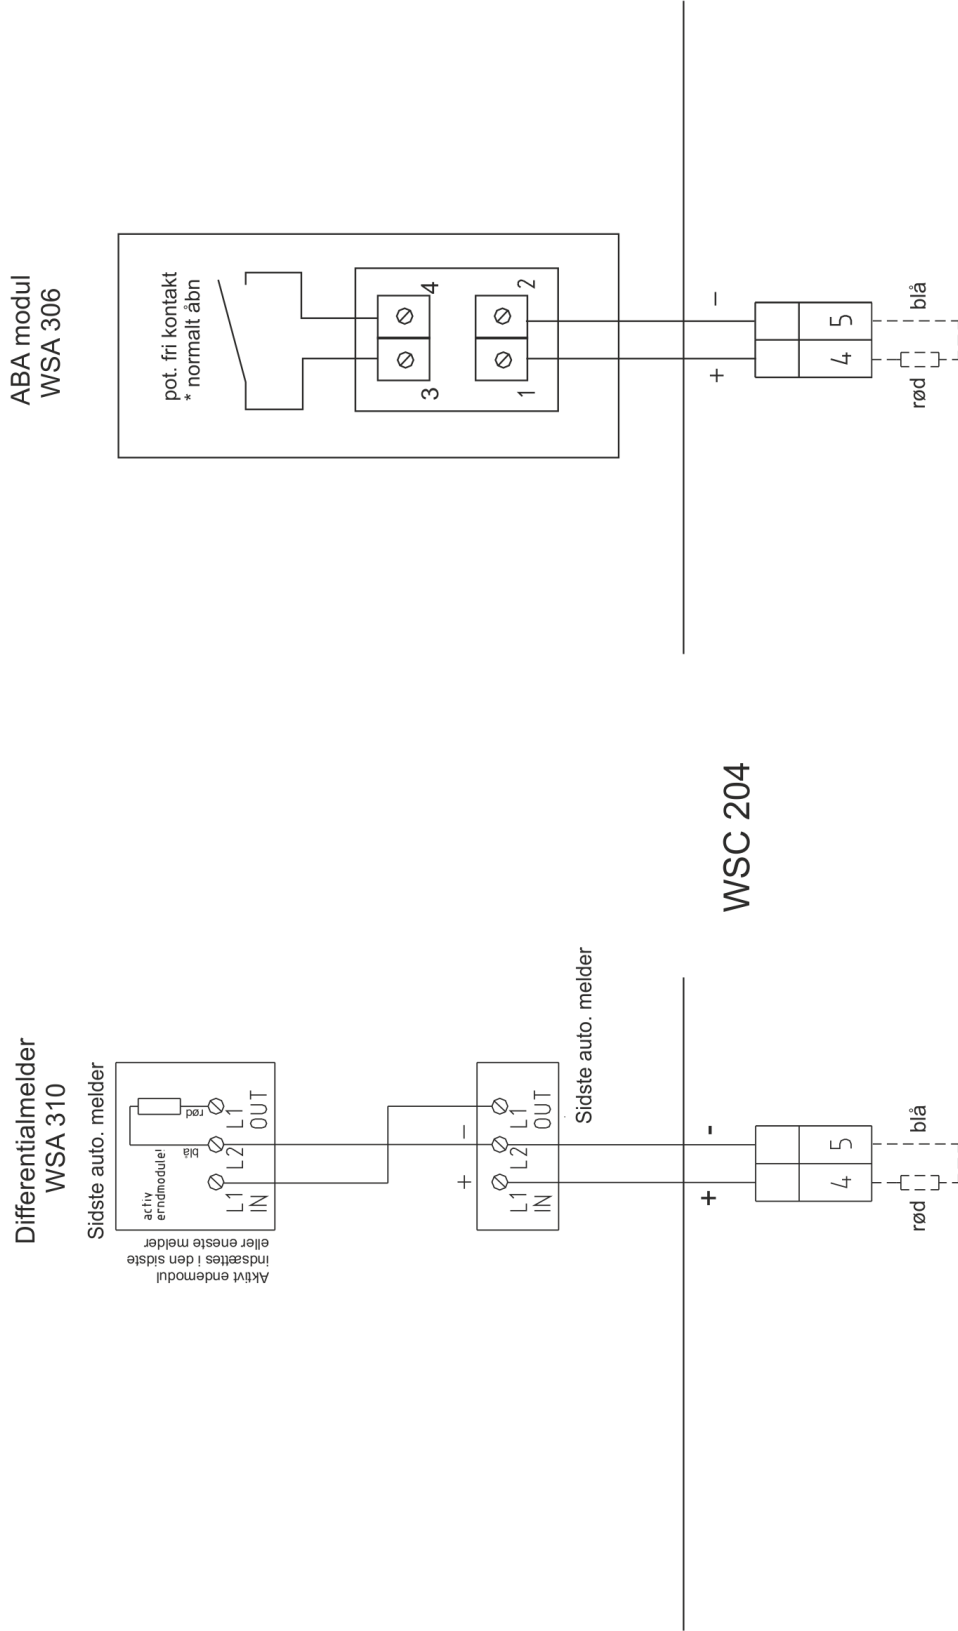 Differentialmelder
WSA 310
Sidste auto. melder
activ
erndmodule!
blå
rød
L1
IN
L2
L1
OUT
Aktivt endemodul
indsættes i den sidste
eller eneste melder
+
−
L1
IN
L2
L1
OUT
Sidste auto. melder
+
-
4
5
rød
blå
WSC 204
ABA modul
WSA 306
pot. fri kontakt
* normalt åbn
3
4
1
2
+
−
4
5
rød
blå